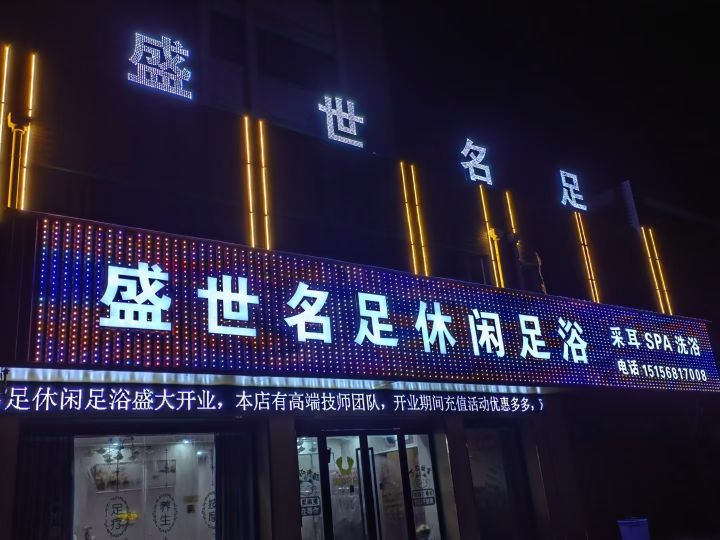 盛世名足
盛世名足休闲足浴
采耳 SPA 洗浴
电话 15156817008
足休闲足浴盛大开业，本店有高端技师团队，开业期间充值活动优惠多多，
足疗
养生
按摩